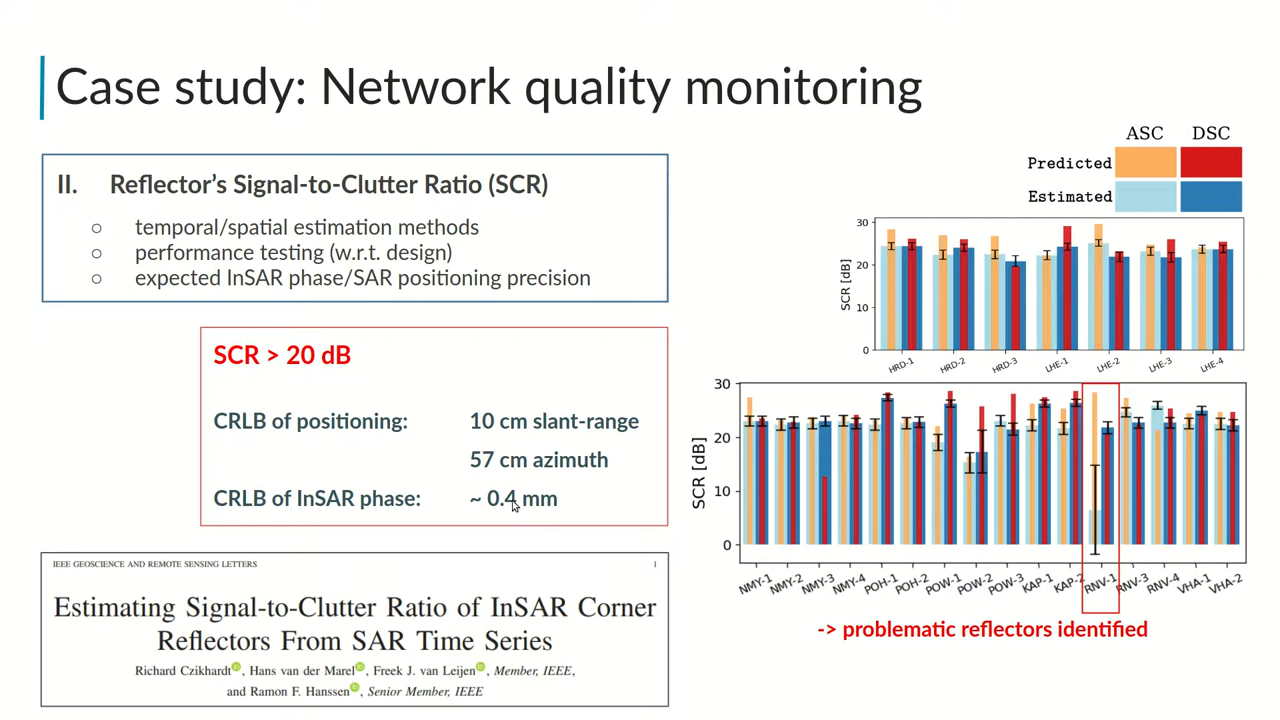 Case study: Network quality monitoring
II. Reflector's Signal-to-Clutter Ratio (SCR)
○ temporal/spatial estimation methods
○ performance testing (w.r.t. design)
○ expected InSAR phase/SAR positioning precision
SCR > 20 dB
CRLB of positioning: 10 cm slant-range
57 cm azimuth
CRLB of InSAR phase: ~ 0.4 mm
IEEE GEOSCIENCE AND REMOTE SENSING LETTERS 1
Estimating Signal-to-Clutter Ratio of InSAR Corner
Reflectors From SAR Time Series
Richard Czikhardt, Hans van der Marel, Freek J. van Leijen, Member, IEEE,
and Ramon F. Hanssen, Senior Member, IEEE
ASC DSC
Predicted
Estimated
30
20
10
0
SCR [dB]
HRD-1 HRD-2 HRD-3 LHE-1 LHE-2 LHE-3 LHE-4
30
20
10
0
SCR [dB]
NMY-1 NMY-2 NMY-3 NMY-4 POH-1 POH-2 POW-1 POW-2 POW-3 KAP-1 KAP-2 RNV-1 RNV-3 RNV-4 VHA-1 VHA-2
-> problematic reflectors identified